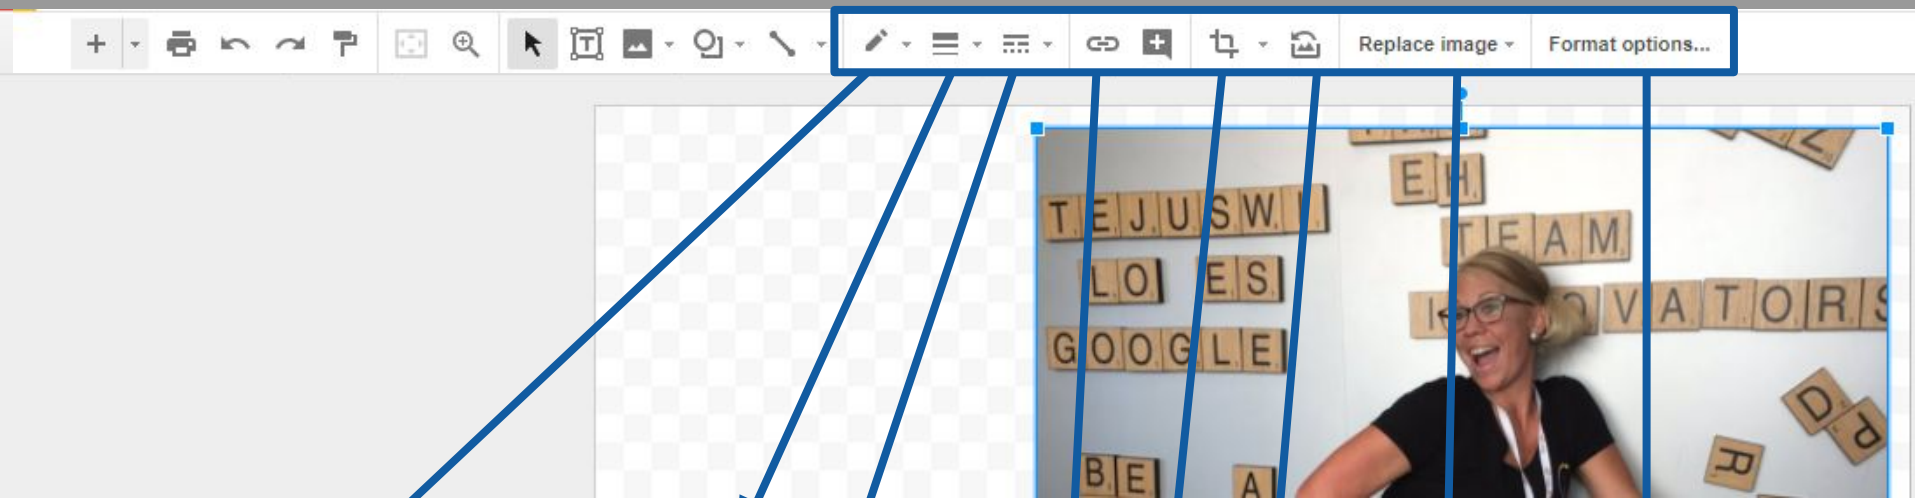 Replace image
Format options...
EH
TEJUSWI
TEAM
LO ES
I OVATORS
GOOGLE
D P
R
BE A